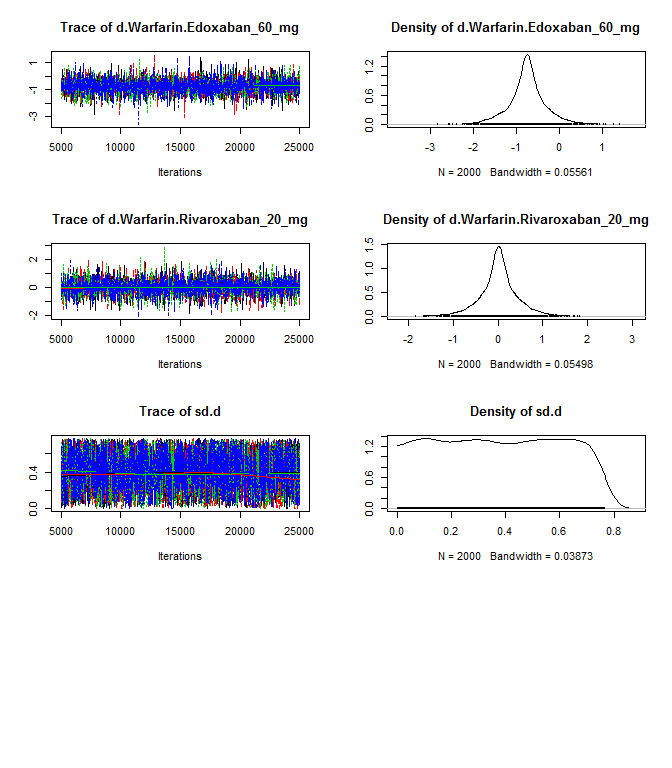 Trace of d.Warfarin.Edoxaban_60_mg
1
-1
-3
5000 10000 15000 20000 25000
Iterations
Density of d.Warfarin.Edoxaban_60_mg
1.2
0.6
0.0
-3 -2 -1 0 1
N = 2000 Bandwidth = 0.05561
Trace of d.Warfarin.Rivaroxaban_20_mg
2
0
-2
5000 10000 15000 20000 25000
Iterations
Density of d.Warfarin.Rivaroxaban_20_mg
1.5
1.0
0.5
0.0
-2 -1 0 1 2 3
N = 2000 Bandwidth = 0.05498
Trace of sd.d
0.4
0.0
5000 10000 15000 20000 25000
Iterations
Density of sd.d
1.2
0.6
0.0
0.0 0.2 0.4 0.6 0.8
N = 2000 Bandwidth = 0.03873